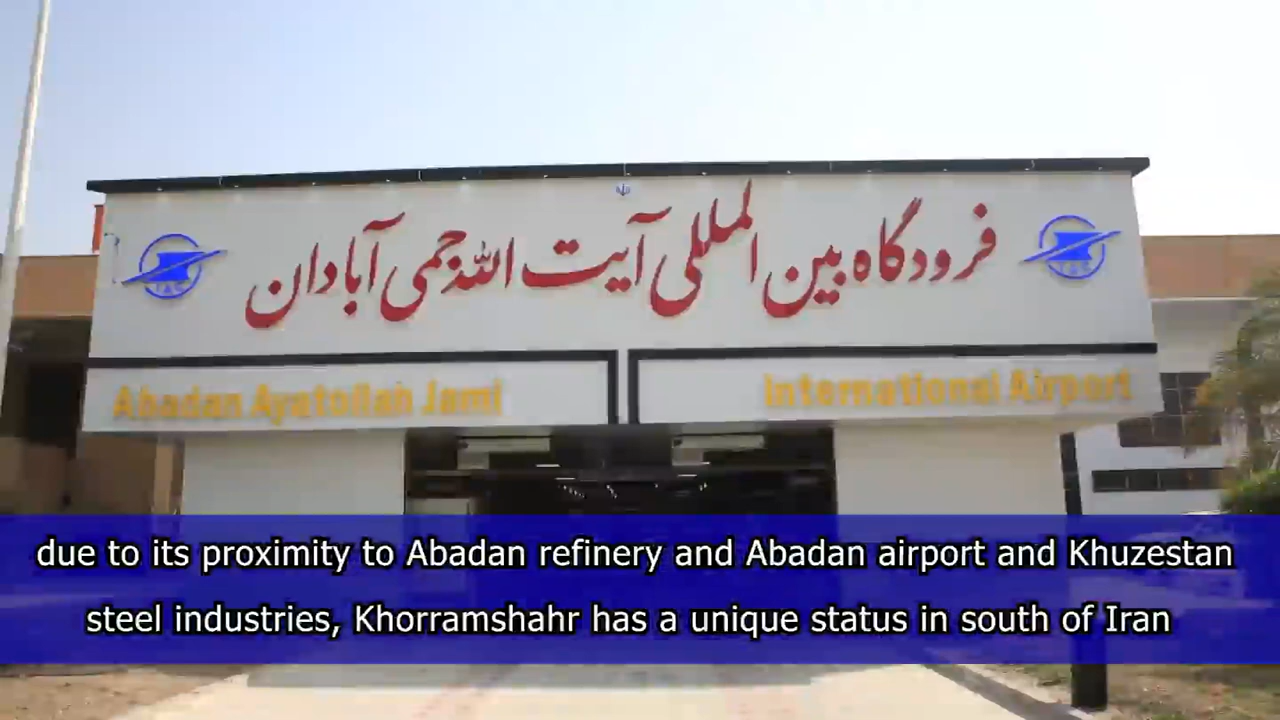 فرودگاه بین المللی آیت الله جمی آبادان
Abadan Ayatollah Jami
International Airport
due to its proximity to Abadan refinery and Abadan airport and Khuzestan
steel industries, Khorramshahr has a unique status in south of Iran